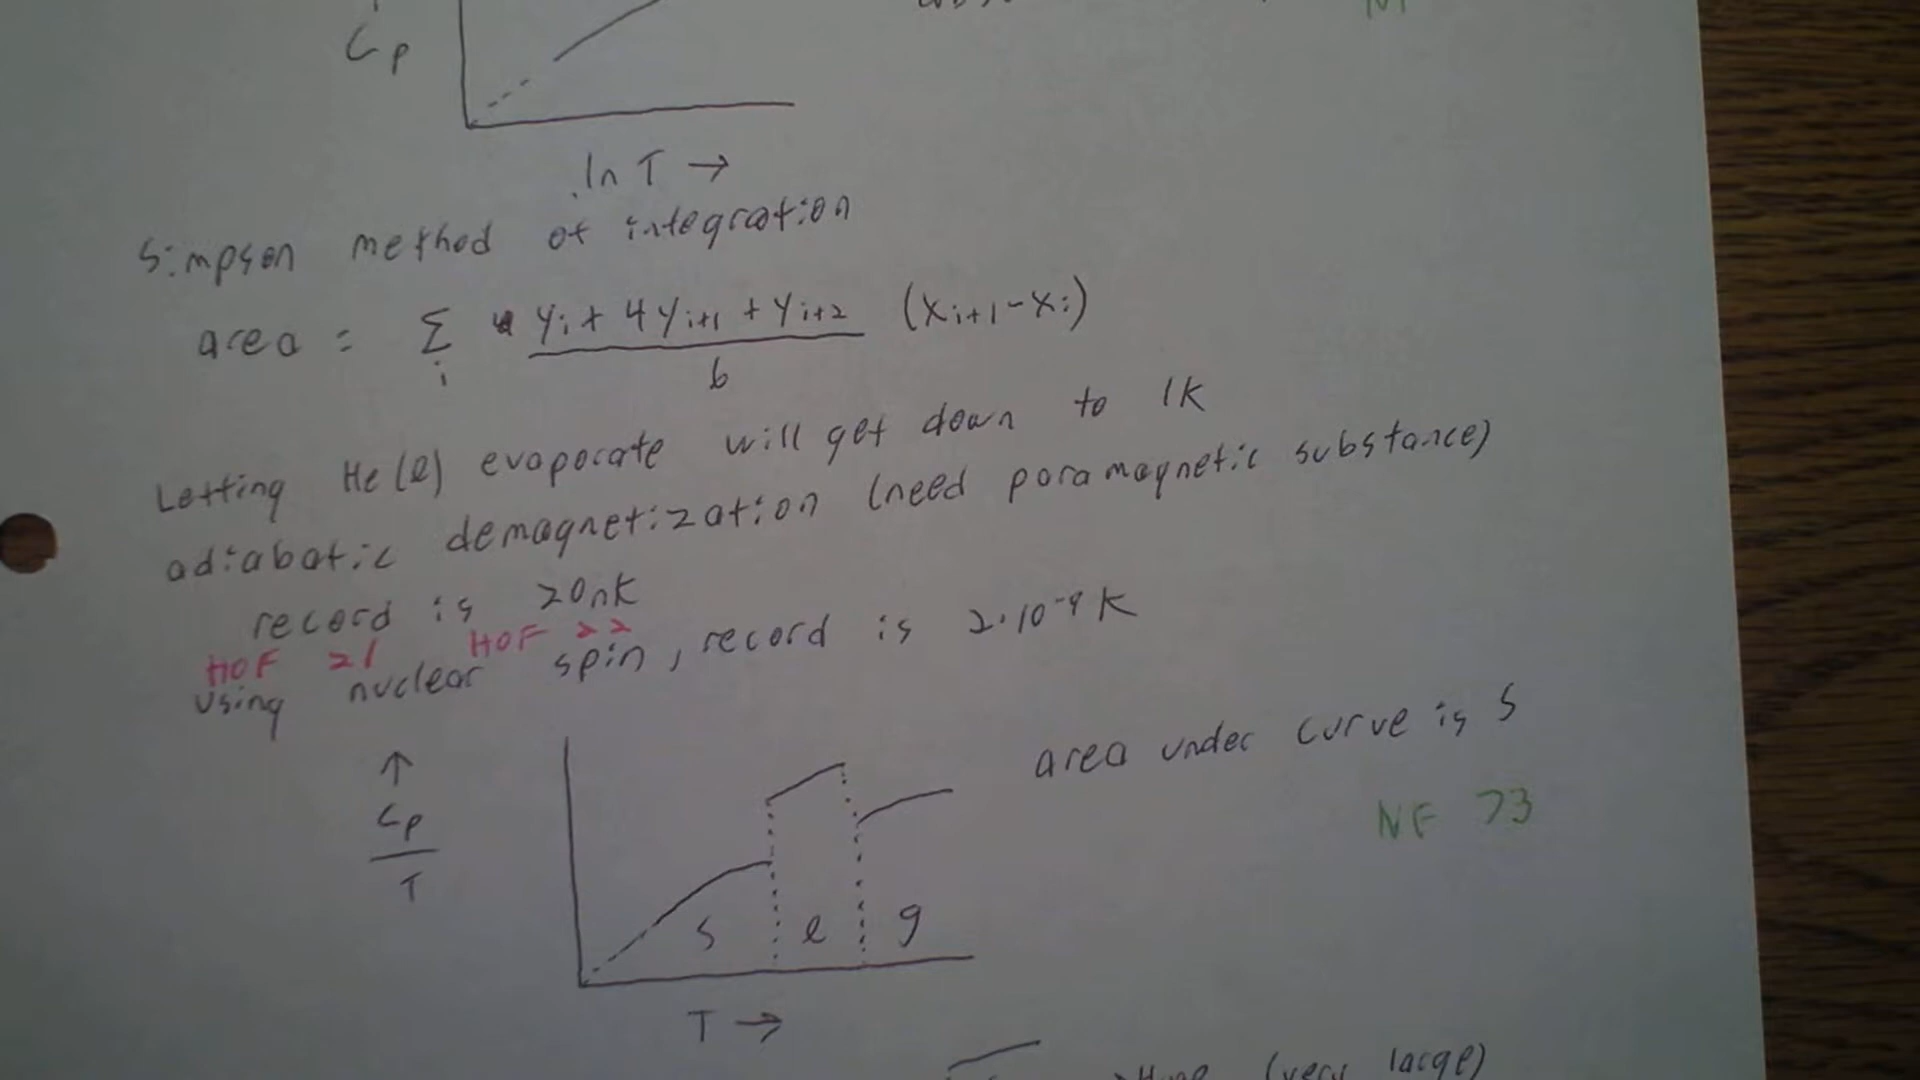 Cp
ln T →
Simpson method of integration
area = Σ i yi + 4yi+1 + yi+2 / 6 (xi+1 - xi)
Letting He(l) evaporate will get down to 1K
adiabatic demagnetization (need paramagnetic substance)
record is 20nK
HOF 21 HOF 22
using nuclear spin, record is 2·10⁻⁹ K
↑ Cp / T
area under curve is S
NF 73
s l g
T →
(very large)